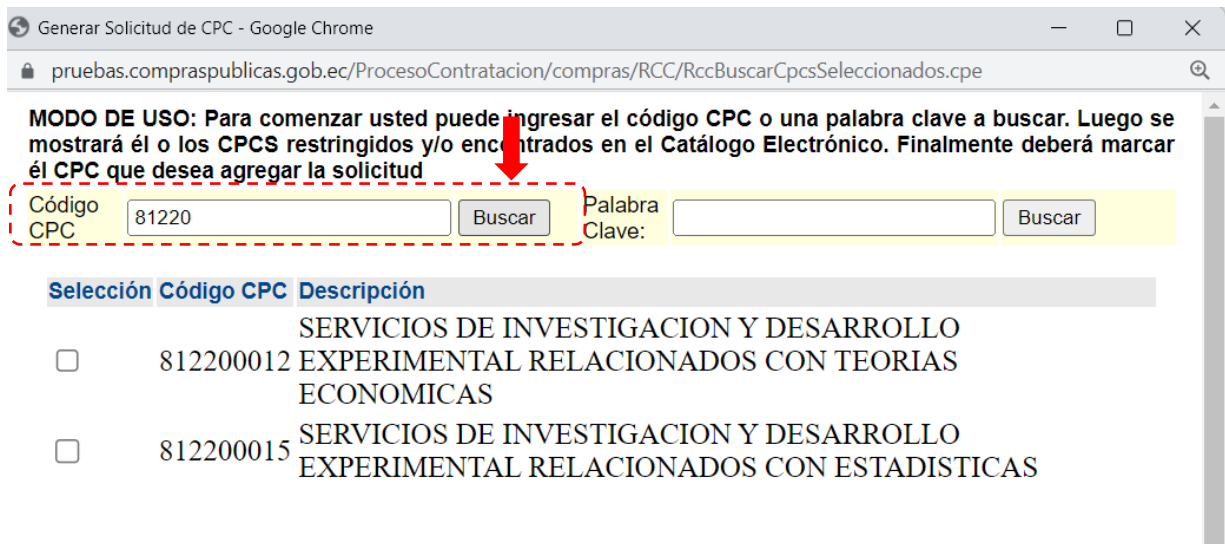 Generar Solicitud de CPC - Google Chrome
pruebas.compraspublicas.gob.ec/ProcesoContratacion/compras/RCC/RccBuscarCpcsSeleccionados.cpe
MODO DE USO: Para comenzar usted puede ingresar el código CPC o una palabra clave a buscar. Luego se
mostrará él o los CPCS restringidos y/o encontrados en el Catálogo Electrónico. Finalmente deberá marcar
él CPC que desea agregar la solicitud
Código CPC 81220 Buscar Palabra Clave: Buscar
Selección Código CPC Descripción
812200012 SERVICIOS DE INVESTIGACION Y DESARROLLO
EXPERIMENTAL RELACIONADOS CON TEORIAS
ECONOMICAS
812200015 SERVICIOS DE INVESTIGACION Y DESARROLLO
EXPERIMENTAL RELACIONADOS CON ESTADISTICAS